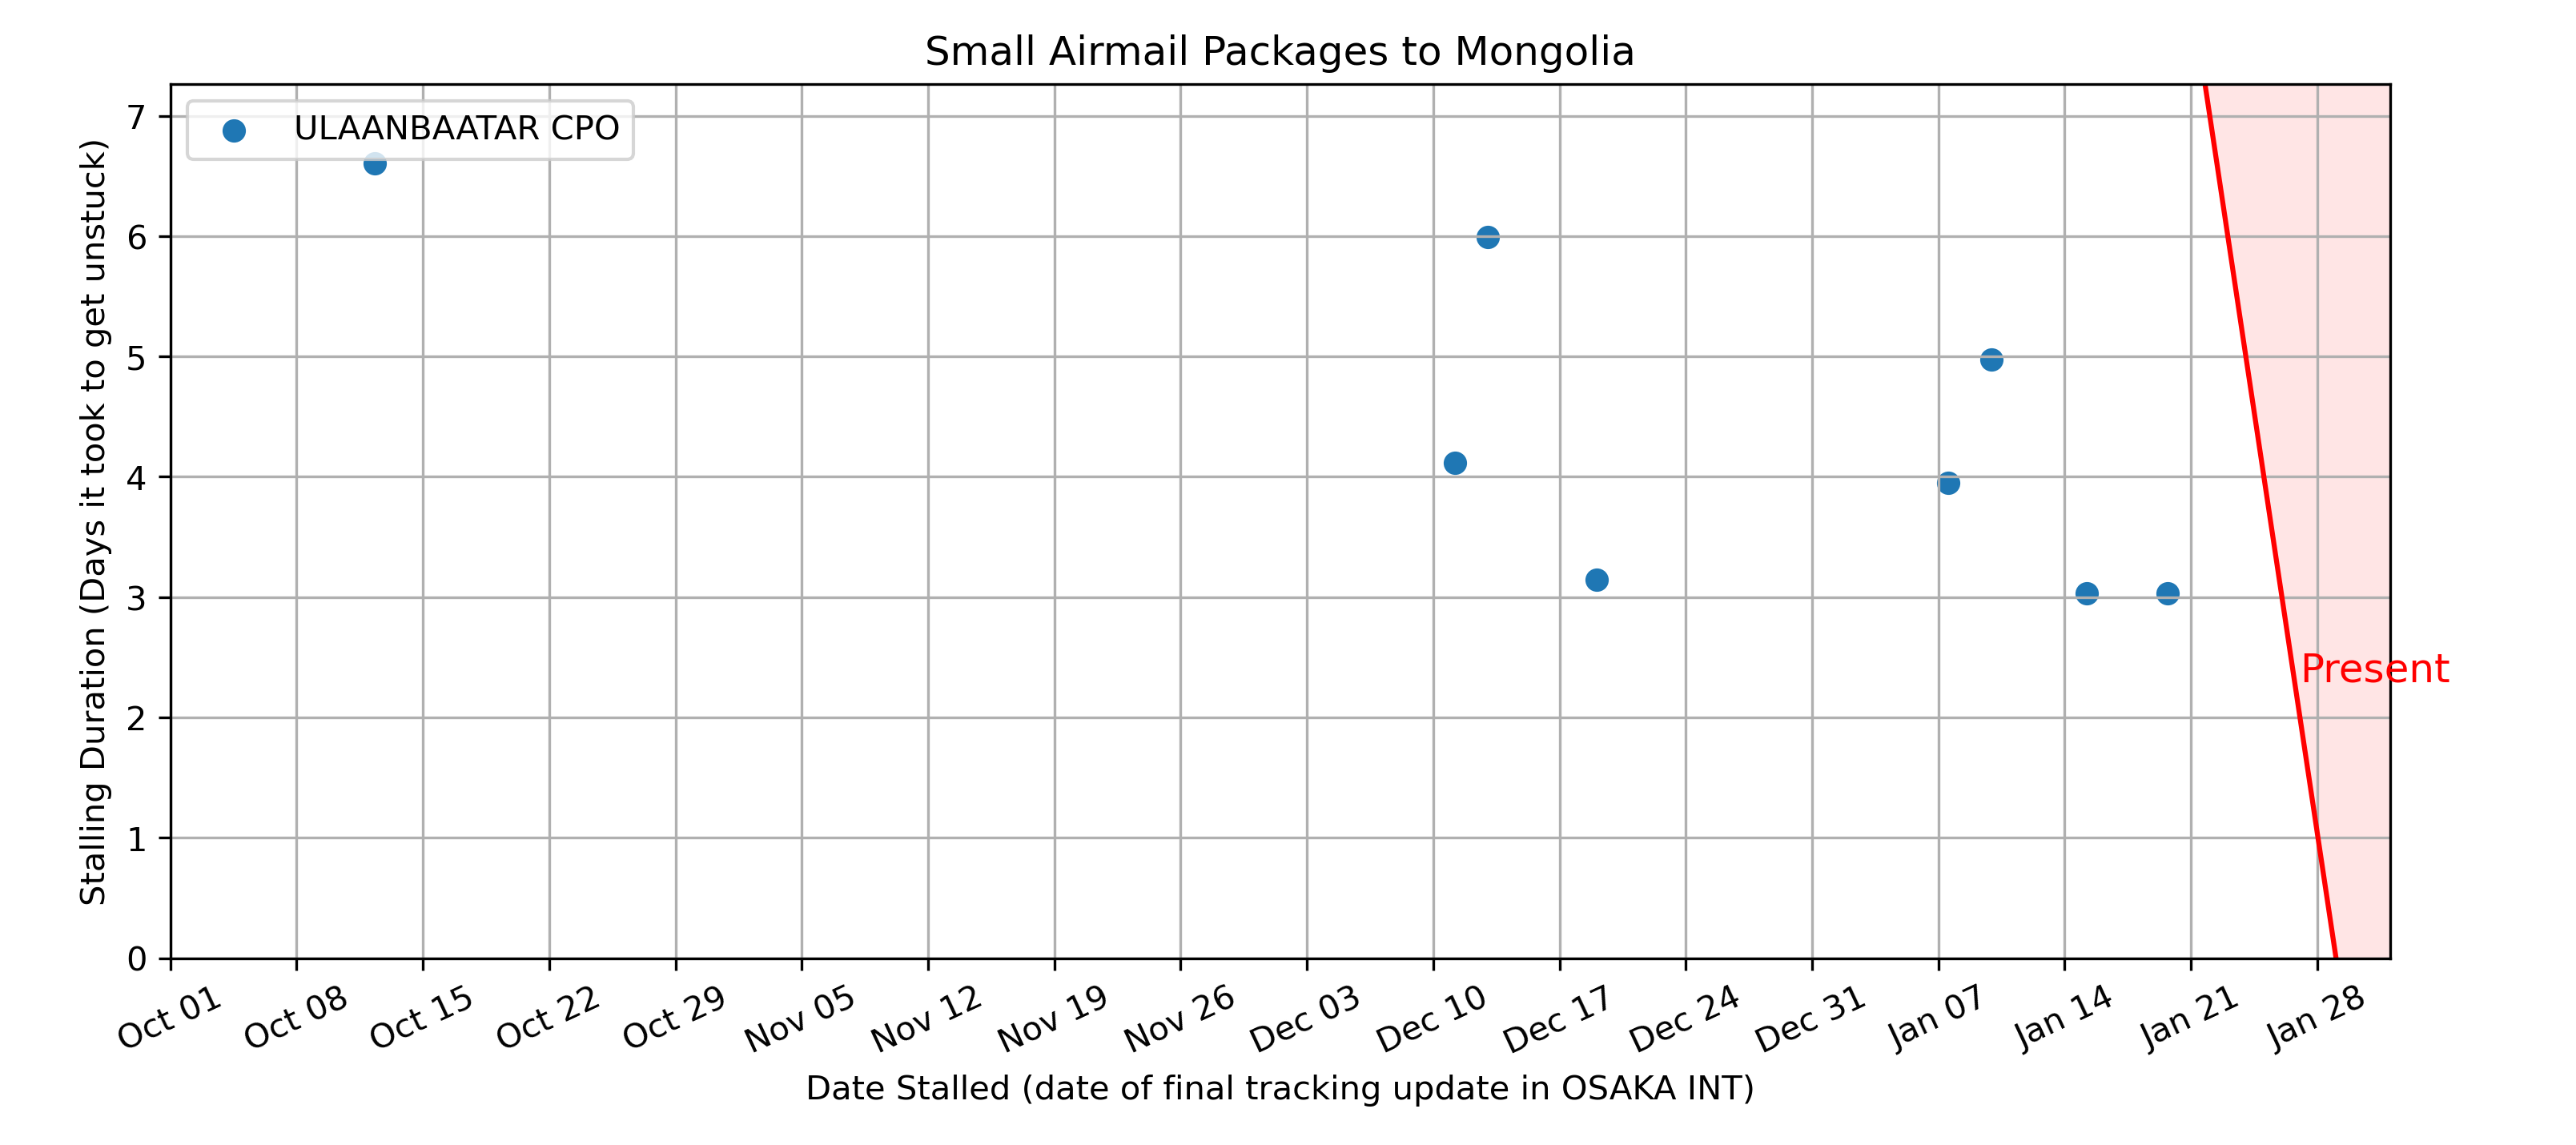 Small Airmail Packages to Mongolia
ULAANBAATAR CPO
Stalling Duration (Days it took to get unstuck)
7
6
5
4
3
2
1
0
Present
Oct 01
Oct 08
Oct 15
Oct 22
Oct 29
Nov 05
Nov 12
Nov 19
Nov 26
Dec 03
Dec 10
Dec 17
Dec 24
Dec 31
Jan 07
Jan 14
Jan 21
Jan 28
Date Stalled (date of final tracking update in OSAKA INT)